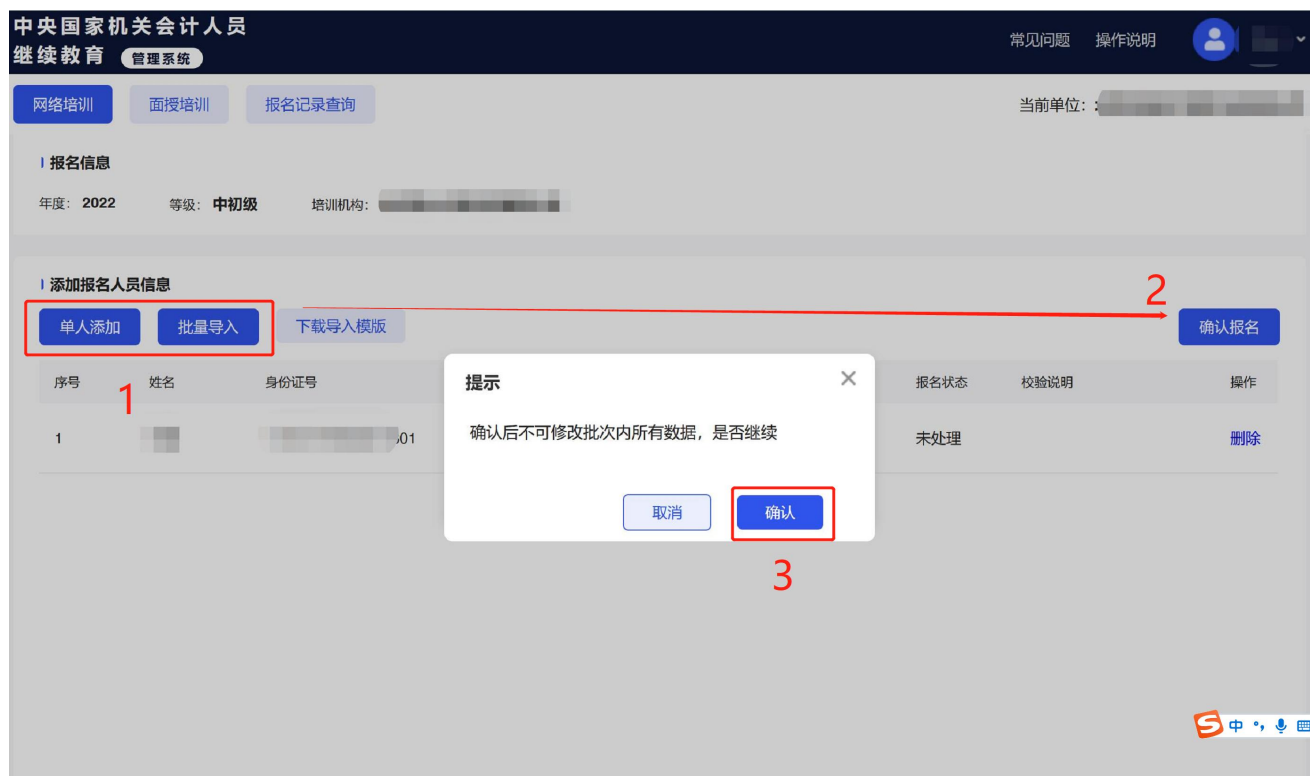 中央国家机关会计人员
继续教育 管理系统
常见问题 操作说明
网络培训 面授培训 报名记录查询 当前单位：
报名信息
年度：2022 等级：中初级 培训机构：
添加报名人员信息
2
单人添加 批量导入 下载导入模版 确认报名
序号 姓名 身份证号 报名状态 校验说明 操作
1
1 01 未处理 删除
提示
确认后不可修改批次内所有数据，是否继续
取消 确认
3
中